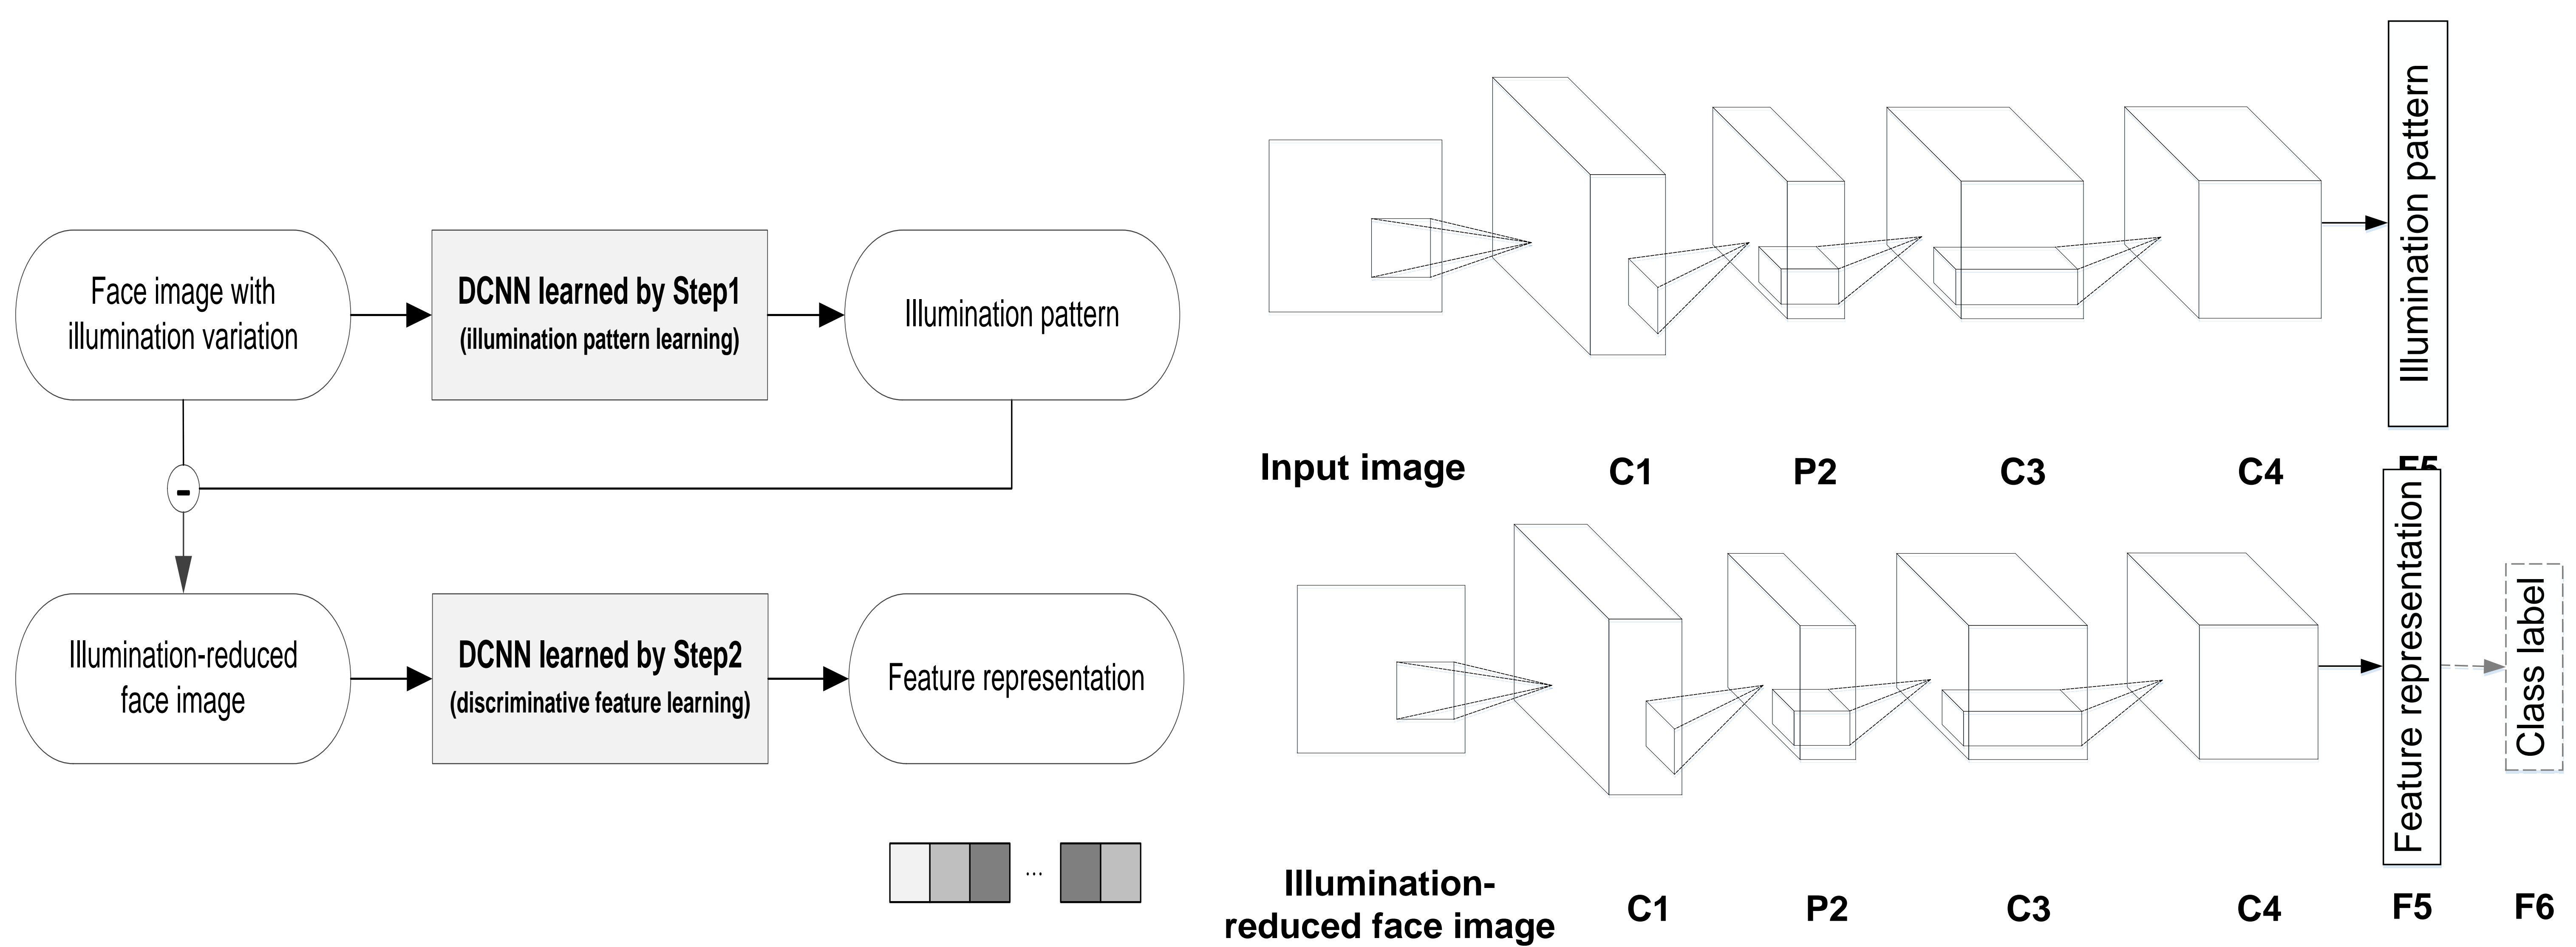 Face image with
illumination variation
DCNN learned by Step1
(illumination pattern learning)
Illumination pattern
-
Illumination-reduced
face image
DCNN learned by Step2
(discriminative feature learning)
Feature representation
...
Illumination pattern
Input image
C1
P2
C3
C4
F5
Feature representation
Class label
Illumination-
reduced face image
C1
P2
C3
C4
F5
F6